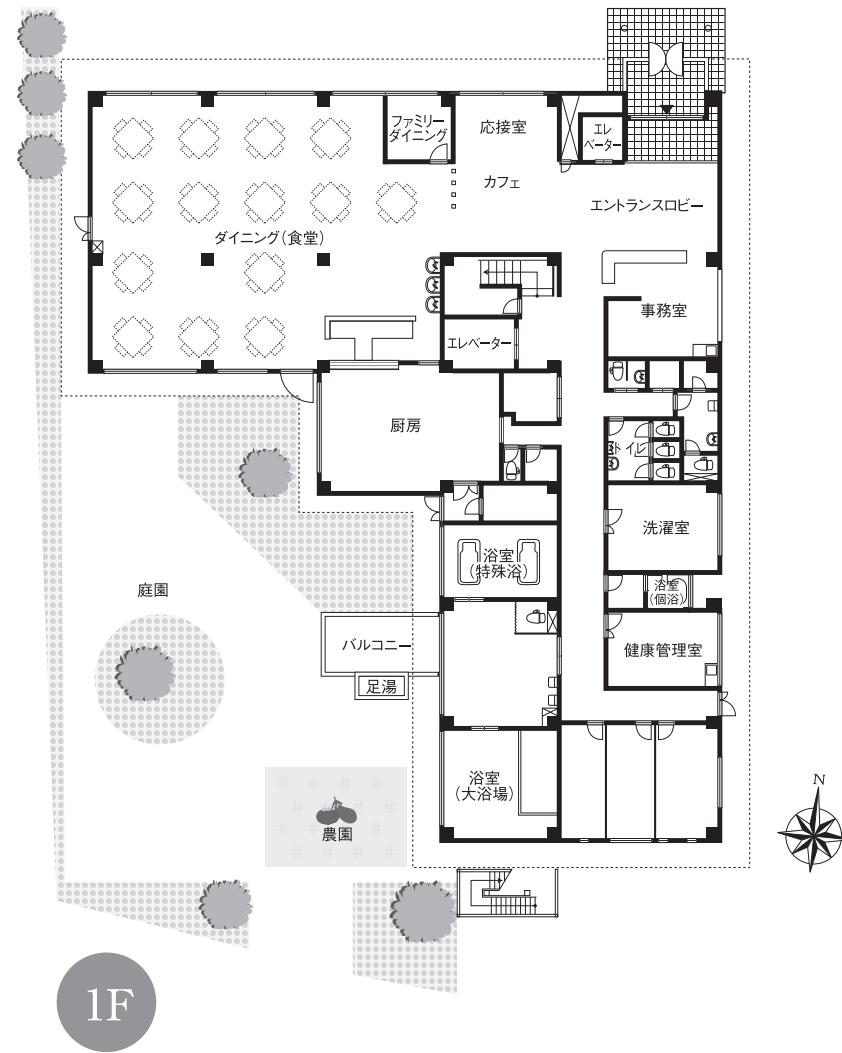 ファミリー
ダイニング
応接室
エレ
ベーター
カフェ
エントランスロビー
ダイニング（食堂）
事務室
エレベーター
厨房
トイレ
洗濯室
浴室
（特殊浴）
浴室
（個浴）
庭園
バルコニー
健康管理室
足湯
浴室
（大浴場）
農園
N
1F